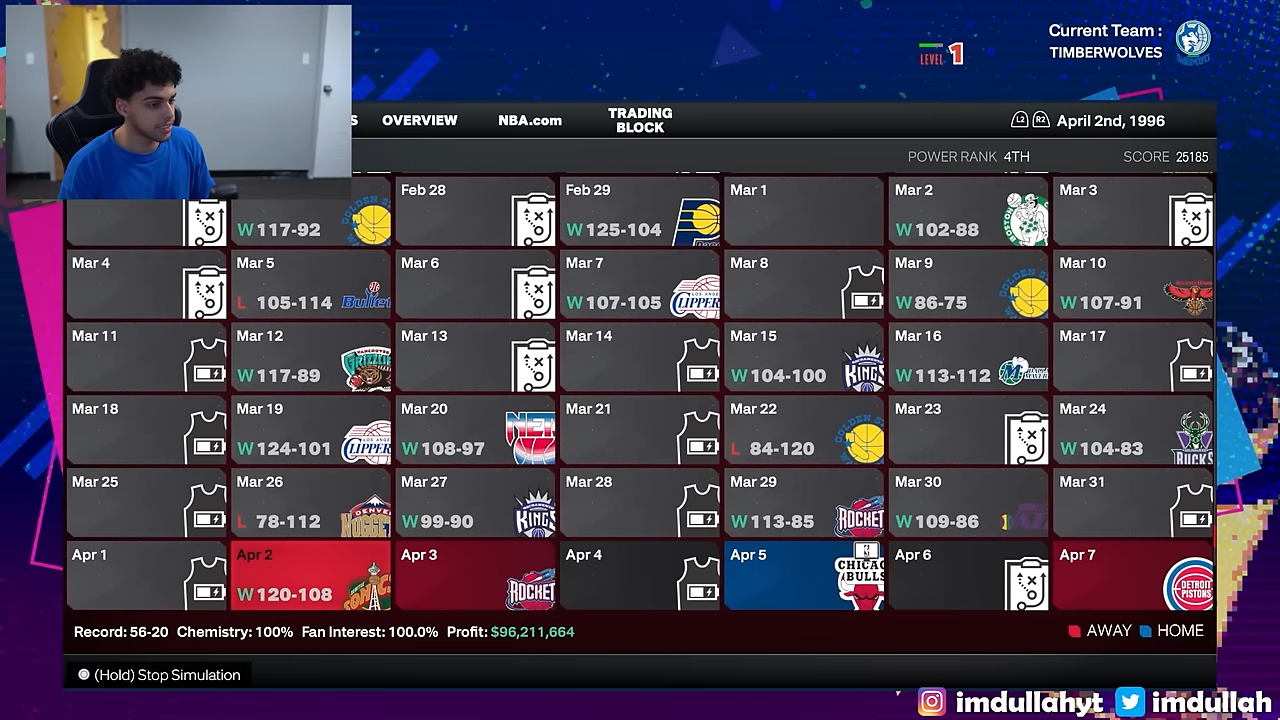 Current Team :
TIMBERWOLVES
LEVEL 1
S OVERVIEW NBA.com TRADING BLOCK L2 R2 April 2nd, 1996
POWER RANK 4TH SCORE 25185
Feb 28 Feb 29 Mar 1 Mar 2 Mar 3
W 117-92 W 125-104 W 102-88
Mar 4 Mar 5 Mar 6 Mar 7 Mar 8 Mar 9 Mar 10
L 105-114 W 107-105 W 86-75 W 107-91
Mar 11 Mar 12 Mar 13 Mar 14 Mar 15 Mar 16 Mar 17
W 117-89 W 104-100 W 113-112
Mar 18 Mar 19 Mar 20 Mar 21 Mar 22 Mar 23 Mar 24
W 124-101 W 108-97 L 84-120 W 104-83
Mar 25 Mar 26 Mar 27 Mar 28 Mar 29 Mar 30 Mar 31
L 78-112 W 99-90 W 113-85 W 109-86
Apr 1 Apr 2 Apr 3 Apr 4 Apr 5 Apr 6 Apr 7
W 120-108
Record: 56-20 Chemistry: 100% Fan Interest: 100.0% Profit: $96,211,664 AWAY HOME
(Hold) Stop Simulation
imdullahyt imdullah